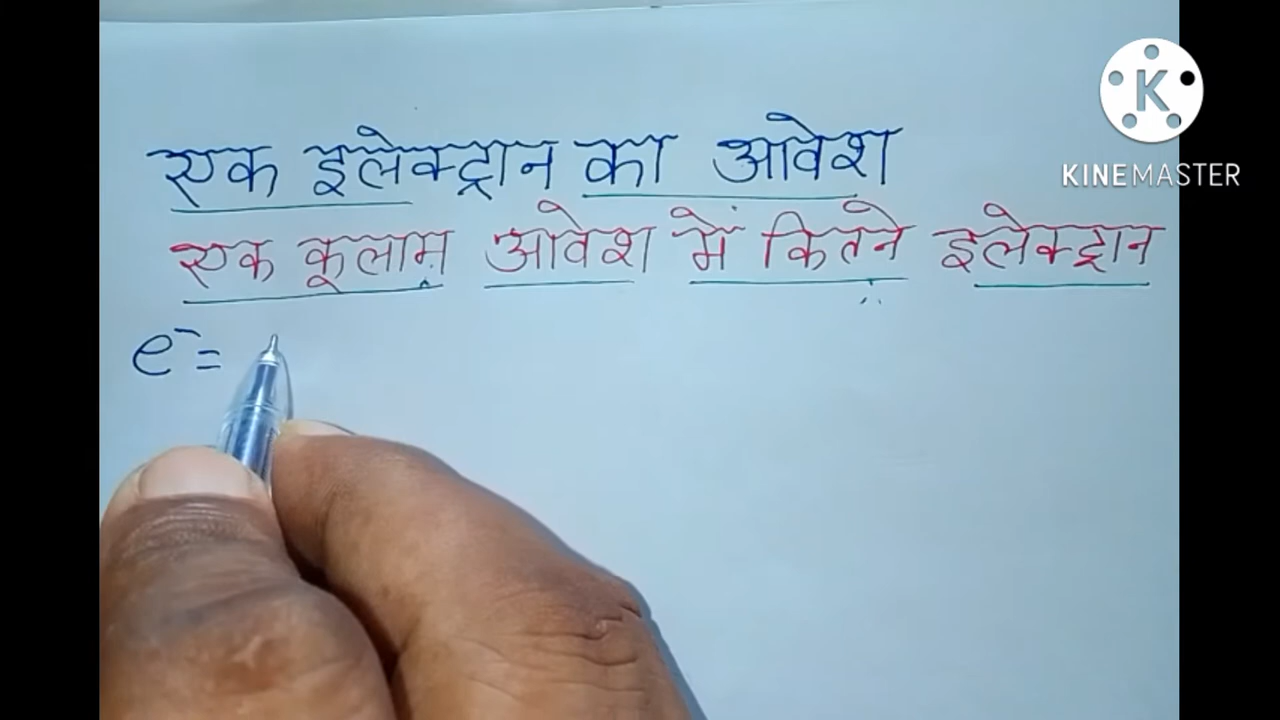 एक इलेक्ट्रान का आवेश
एक कूलाम आवेश में कितने इलेक्ट्रान
e⁻ =
K
KINEMASTER